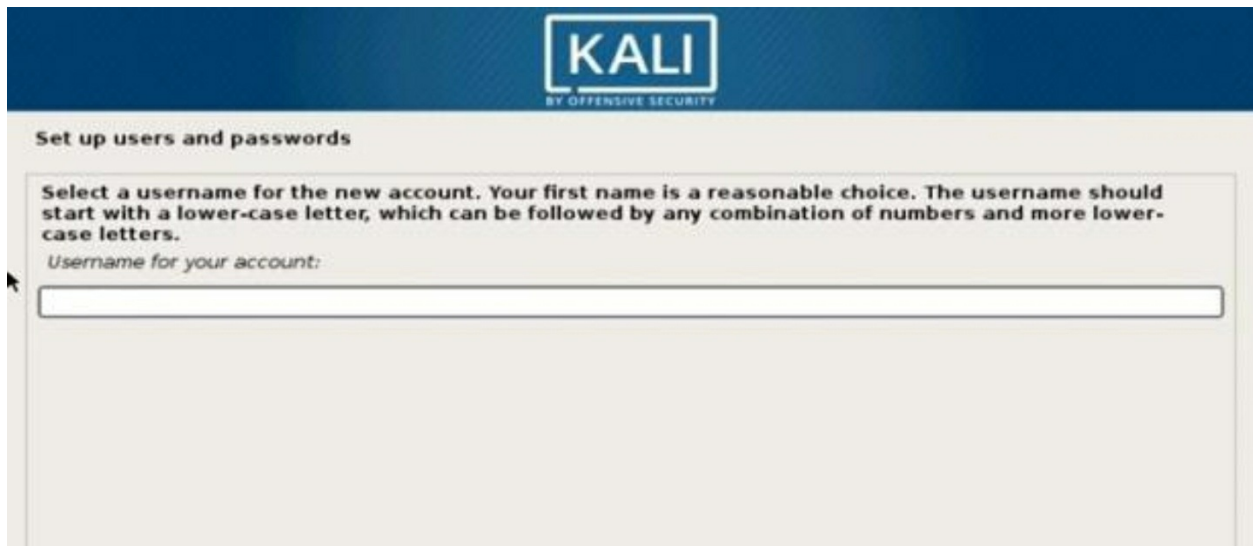 KALI
BY OFFENSIVE SECURITY
Set up users and passwords
Select a username for the new account. Your first name is a reasonable choice. The username should
start with a lower-case letter, which can be followed by any combination of numbers and more lower-
case letters.
Username for your account: